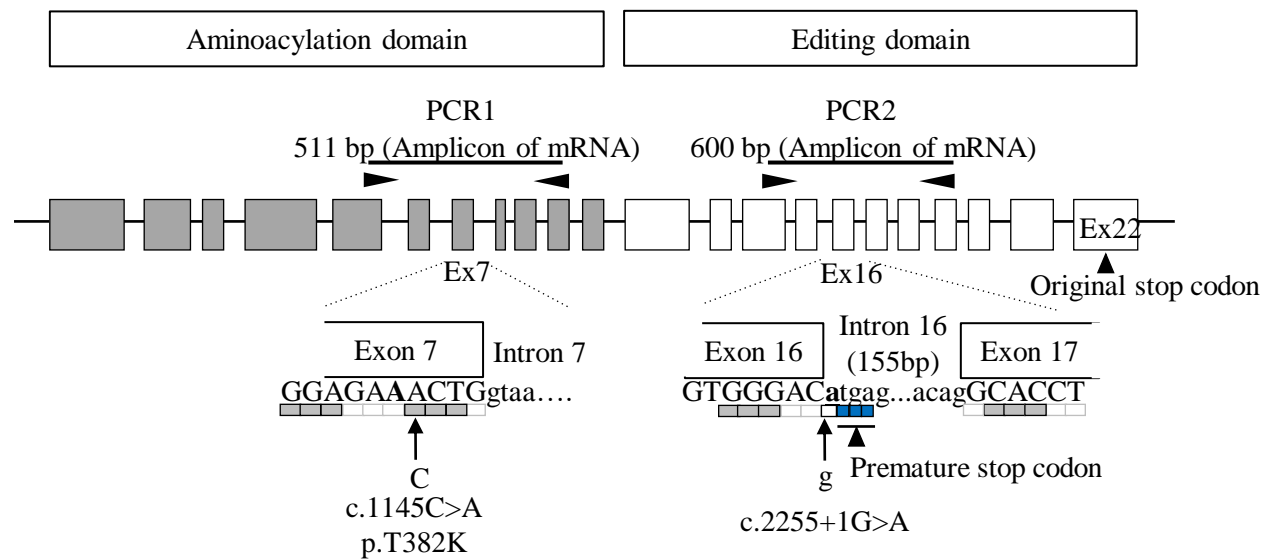 Aminoacylation domain
Editing domain
PCR1
511 bp (Amplicon of mRNA)
PCR2
600 bp (Amplicon of mRNA)
Ex7
Ex16
Ex22
Original stop codon
Exon 7
Intron 7
GGAGAAAACTGgtaa….
C
c.1145C>A
p.T382K
Exon 16
Intron 16
(155bp)
Exon 17
GTGGGACatgag...acagGCACCT
Premature stop codon
g
c.2255+1G>A